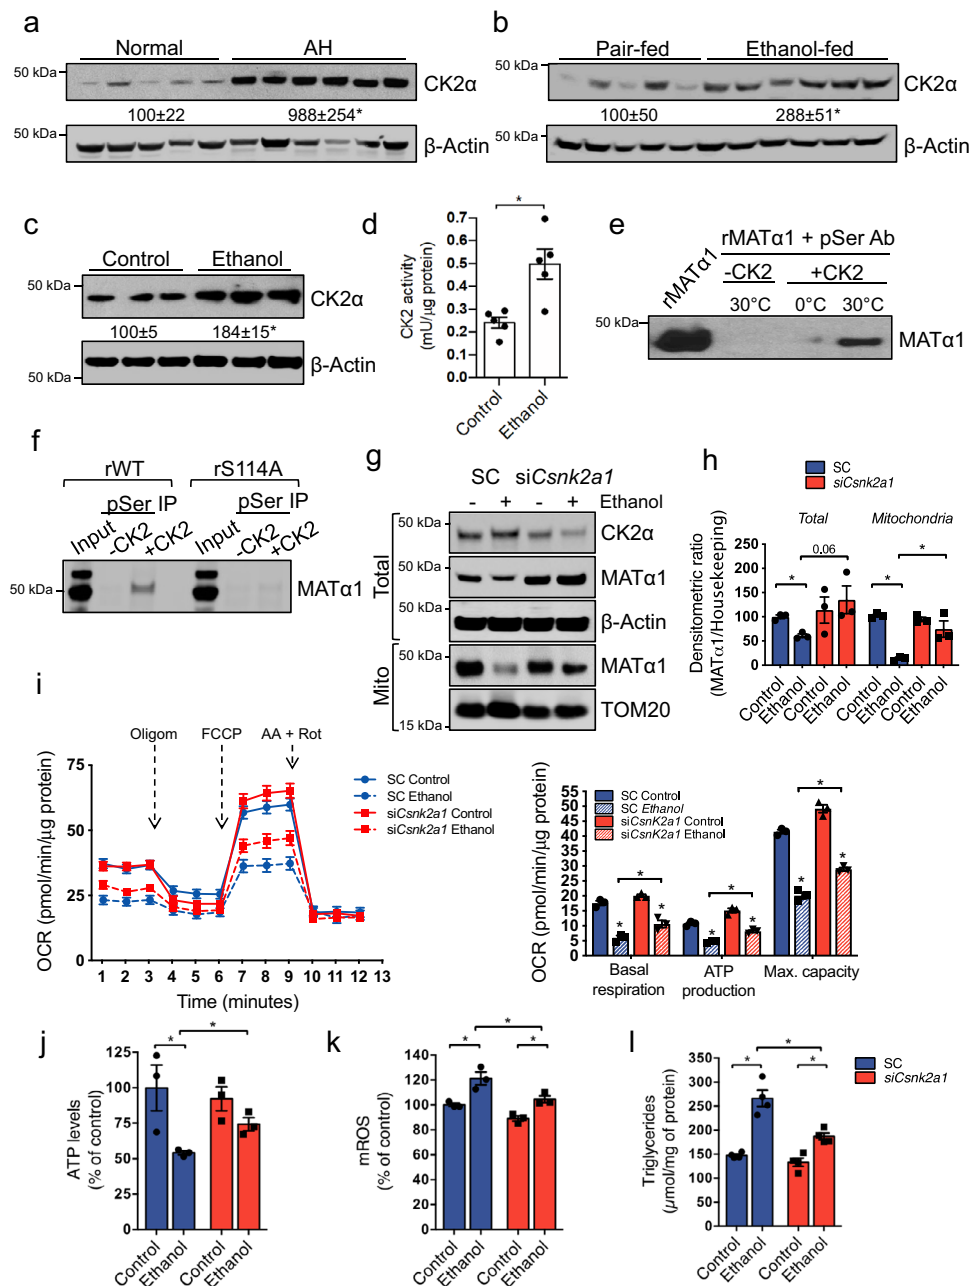 a
Normal AH
50 kDa CK2α
100±22 988±254*
50 kDa β-Actin
b
Pair-fed Ethanol-fed
50 kDa CK2α
100±50 288±51*
50 kDa β-Actin
c
Control Ethanol
50 kDa CK2α
100±5 184±15*
50 kDa β-Actin
d
CK2 activity
(mU/μg protein)
0.7
0.6
0.5
0.4
0.3
0.2
0.1
0.0
*
Control Ethanol
e
rMATα1
rMATα1 + pSer Ab
-CK2 +CK2
30°C 0°C 30°C
50 kDa MATα1
f
rWT rS114A
pSer IP pSer IP
Input -CK2 +CK2 Input -CK2 +CK2
50 kDa MATα1
g
SC siCsnk2a1
- + - + Ethanol
Total
50 kDa CK2α
50 kDa MATα1
50 kDa β-Actin
Mito
50 kDa MATα1
15 kDa TOM20
h
SC
siCsnk2a1
Total Mitochondria
Densitometric ratio
(MATα1/Housekeeping)
250
200
150
100
50
0
* 0.06 * *
Control Ethanol Control Ethanol Control Ethanol Control Ethanol
i
Oligom FCCP AA + Rot
OCR (pmol/min/μg protein)
75
50
25
0
1 2 3 4 5 6 7 8 9 10 11 12 13
Time (minutes)
SC Control
SC Ethanol
siCsnk2a1 Control
siCsnk2a1 Ethanol
OCR (pmol/min/μg protein)
55
50
45
40
35
30
25
20
15
10
5
0
SC Control
SC Ethanol
siCsnK2a1 Control
siCsnK2a1 Ethanol
* * * * * * * * *
Basal
respiration
ATP
production
Max. capacity
j
ATP levels
(% of control)
125
100
75
50
25
0
* *
Control Ethanol Control Ethanol
k
mROS
(% of control)
140
120
100
80
60
40
20
0
* * *
Control Ethanol Control Ethanol
l
Triglycerides
(μmol/mg of protein)
350
300
250
200
150
100
50
0
* * *
Control Ethanol Control Ethanol
SC
siCsnk2a1